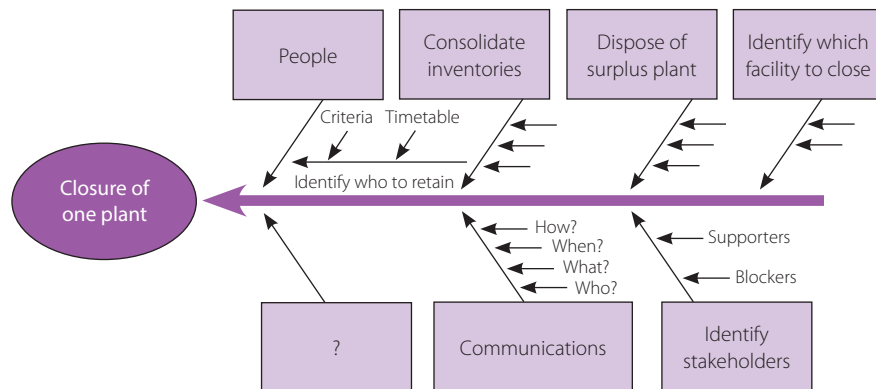 People
Consolidate
inventories
Dispose of
surplus plant
Identify which
facility to close
Criteria
Timetable
Identify who to retain
Closure of
one plant
How?
When?
What?
Who?
Supporters
Blockers
?
Communications
Identify
stakeholders